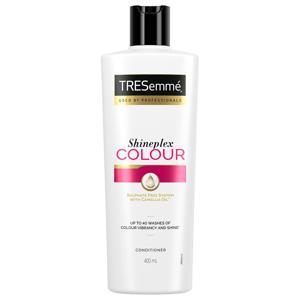 TRESemmé
USED BY PROFESSIONALS
Shineplex
COLOUR
SULPHATE FREE SYSTEM
WITH CAMELLIA OIL*
UP TO 40 WASHES OF
COLOUR VIBRANCY AND SHINE*
CONDITIONER
400 mL